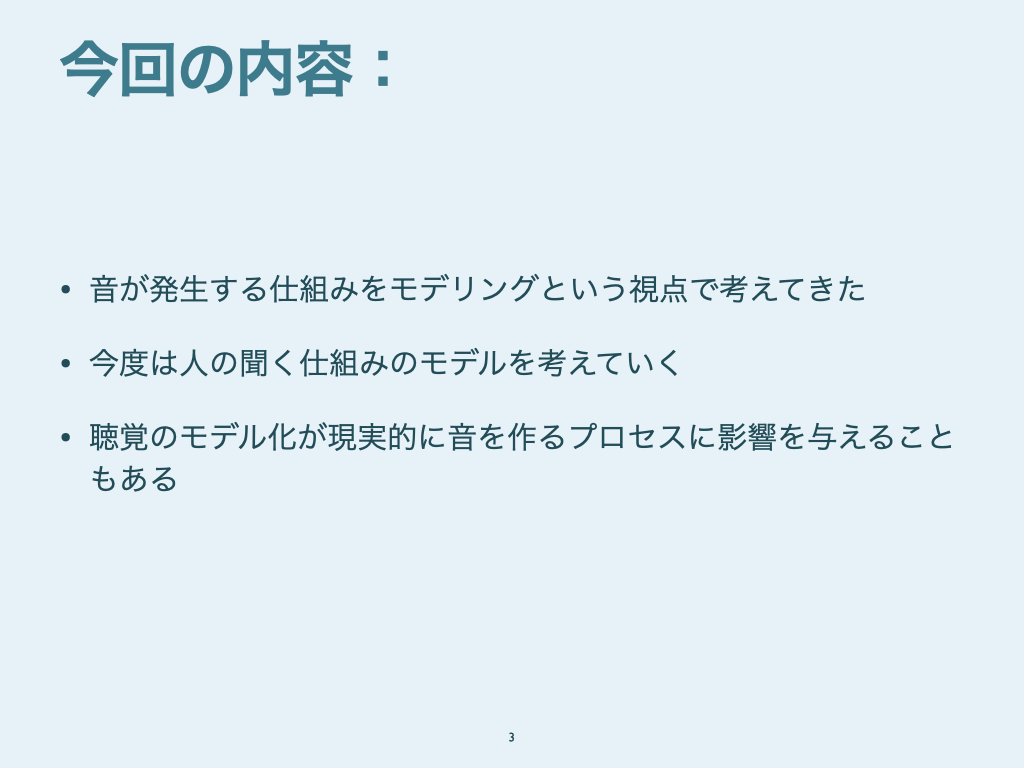 今回の内容：
• 音が発生する仕組みをモデリングという視点で考えてきた
• 今度は人の聞く仕組みのモデルを考えていく
• 聴覚のモデル化が現実的に音を作るプロセスに影響を与えること
もある
3